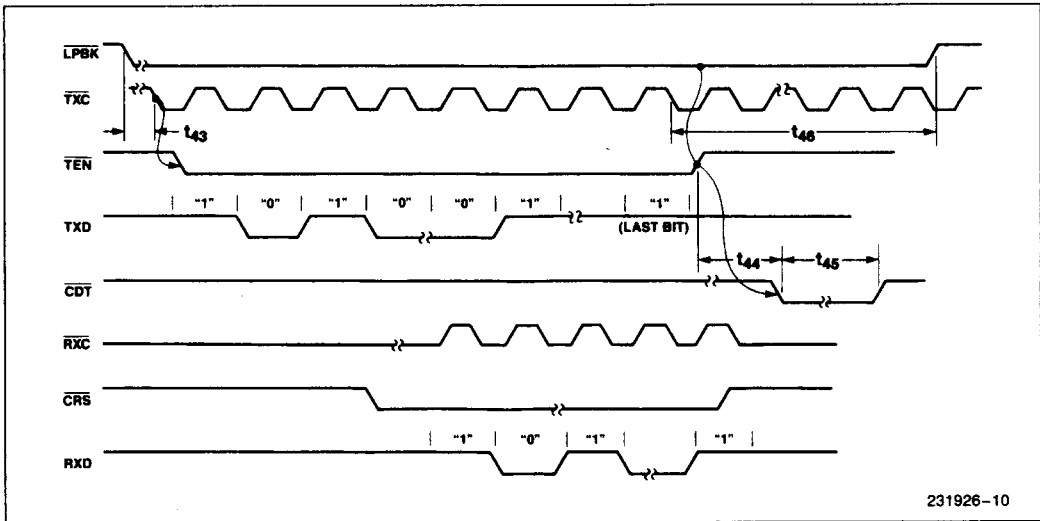 LPBK
TXC
t43
t46
TEN
"1" "0" "1" "0" "0" "1" "1"
TXD
(LAST BIT)
t44 t45
CDT
RXC
CRS
"1" "0" "1" "1"
RXD
231926–10